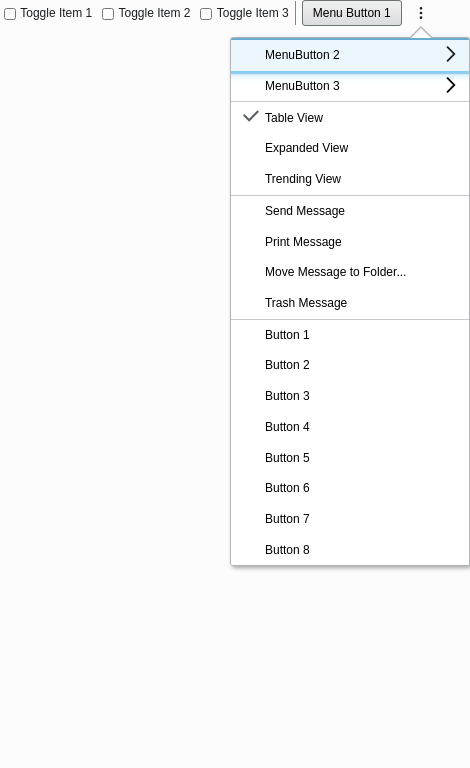 Toggle Item 1 Toggle Item 2 Toggle Item 3 Menu Button 1
MenuButton 2
MenuButton 3
Table View
Expanded View
Trending View
Send Message
Print Message
Move Message to Folder...
Trash Message
Button 1
Button 2
Button 3
Button 4
Button 5
Button 6
Button 7
Button 8